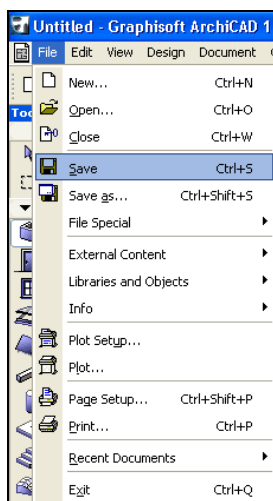 Untitled - Graphisoft ArchiCAD 1
File Edit View Design Document
New... Ctrl+N
Open... Ctrl+O
Close Ctrl+W
Save Ctrl+S
Save as... Ctrl+Shift+S
File Special
External Content
Libraries and Objects
Info
Plot Setup...
Plot...
Page Setup... Ctrl+Shift+P
Print... Ctrl+P
Recent Documents
Exit Ctrl+Q